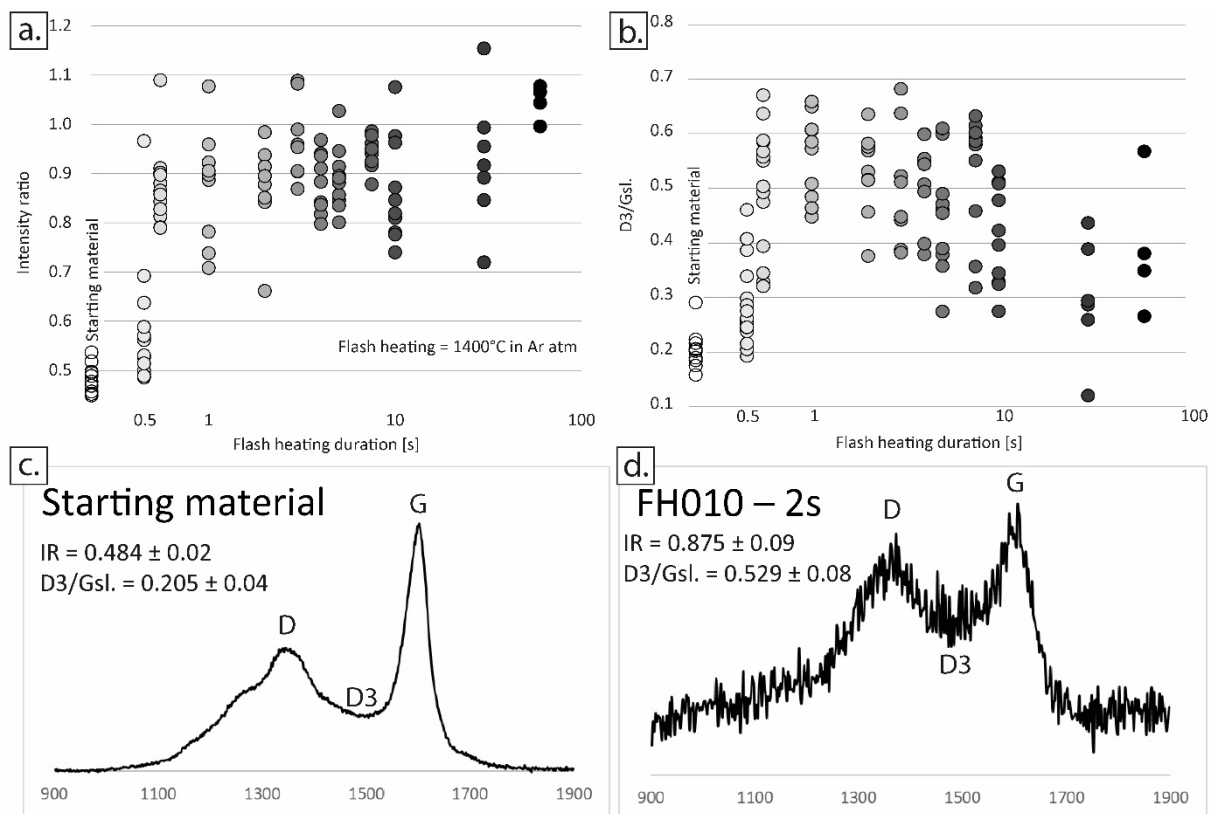 a.
1.2
1.1
1.0
0.9
0.8
0.7
0.6
0.5
Intensity ratio
Starting material
Flash heating = 1400°C in Ar atm
0.5
1
10
100
Flash heating duration [s]
b.
0.8
0.7
0.6
0.5
0.4
0.3
0.2
0.1
D3/Gsl.
Starting material
0.5
1
10
100
Flash heating duration [s]
c.
Starting material
IR = 0.484 ± 0.02
D3/Gsl. = 0.205 ± 0.04
D
D3
G
900
1100
1300
1500
1700
1900
d.
FH010 – 2s
IR = 0.875 ± 0.09
D3/Gsl. = 0.529 ± 0.08
D
D3
G
900
1100
1300
1500
1700
1900